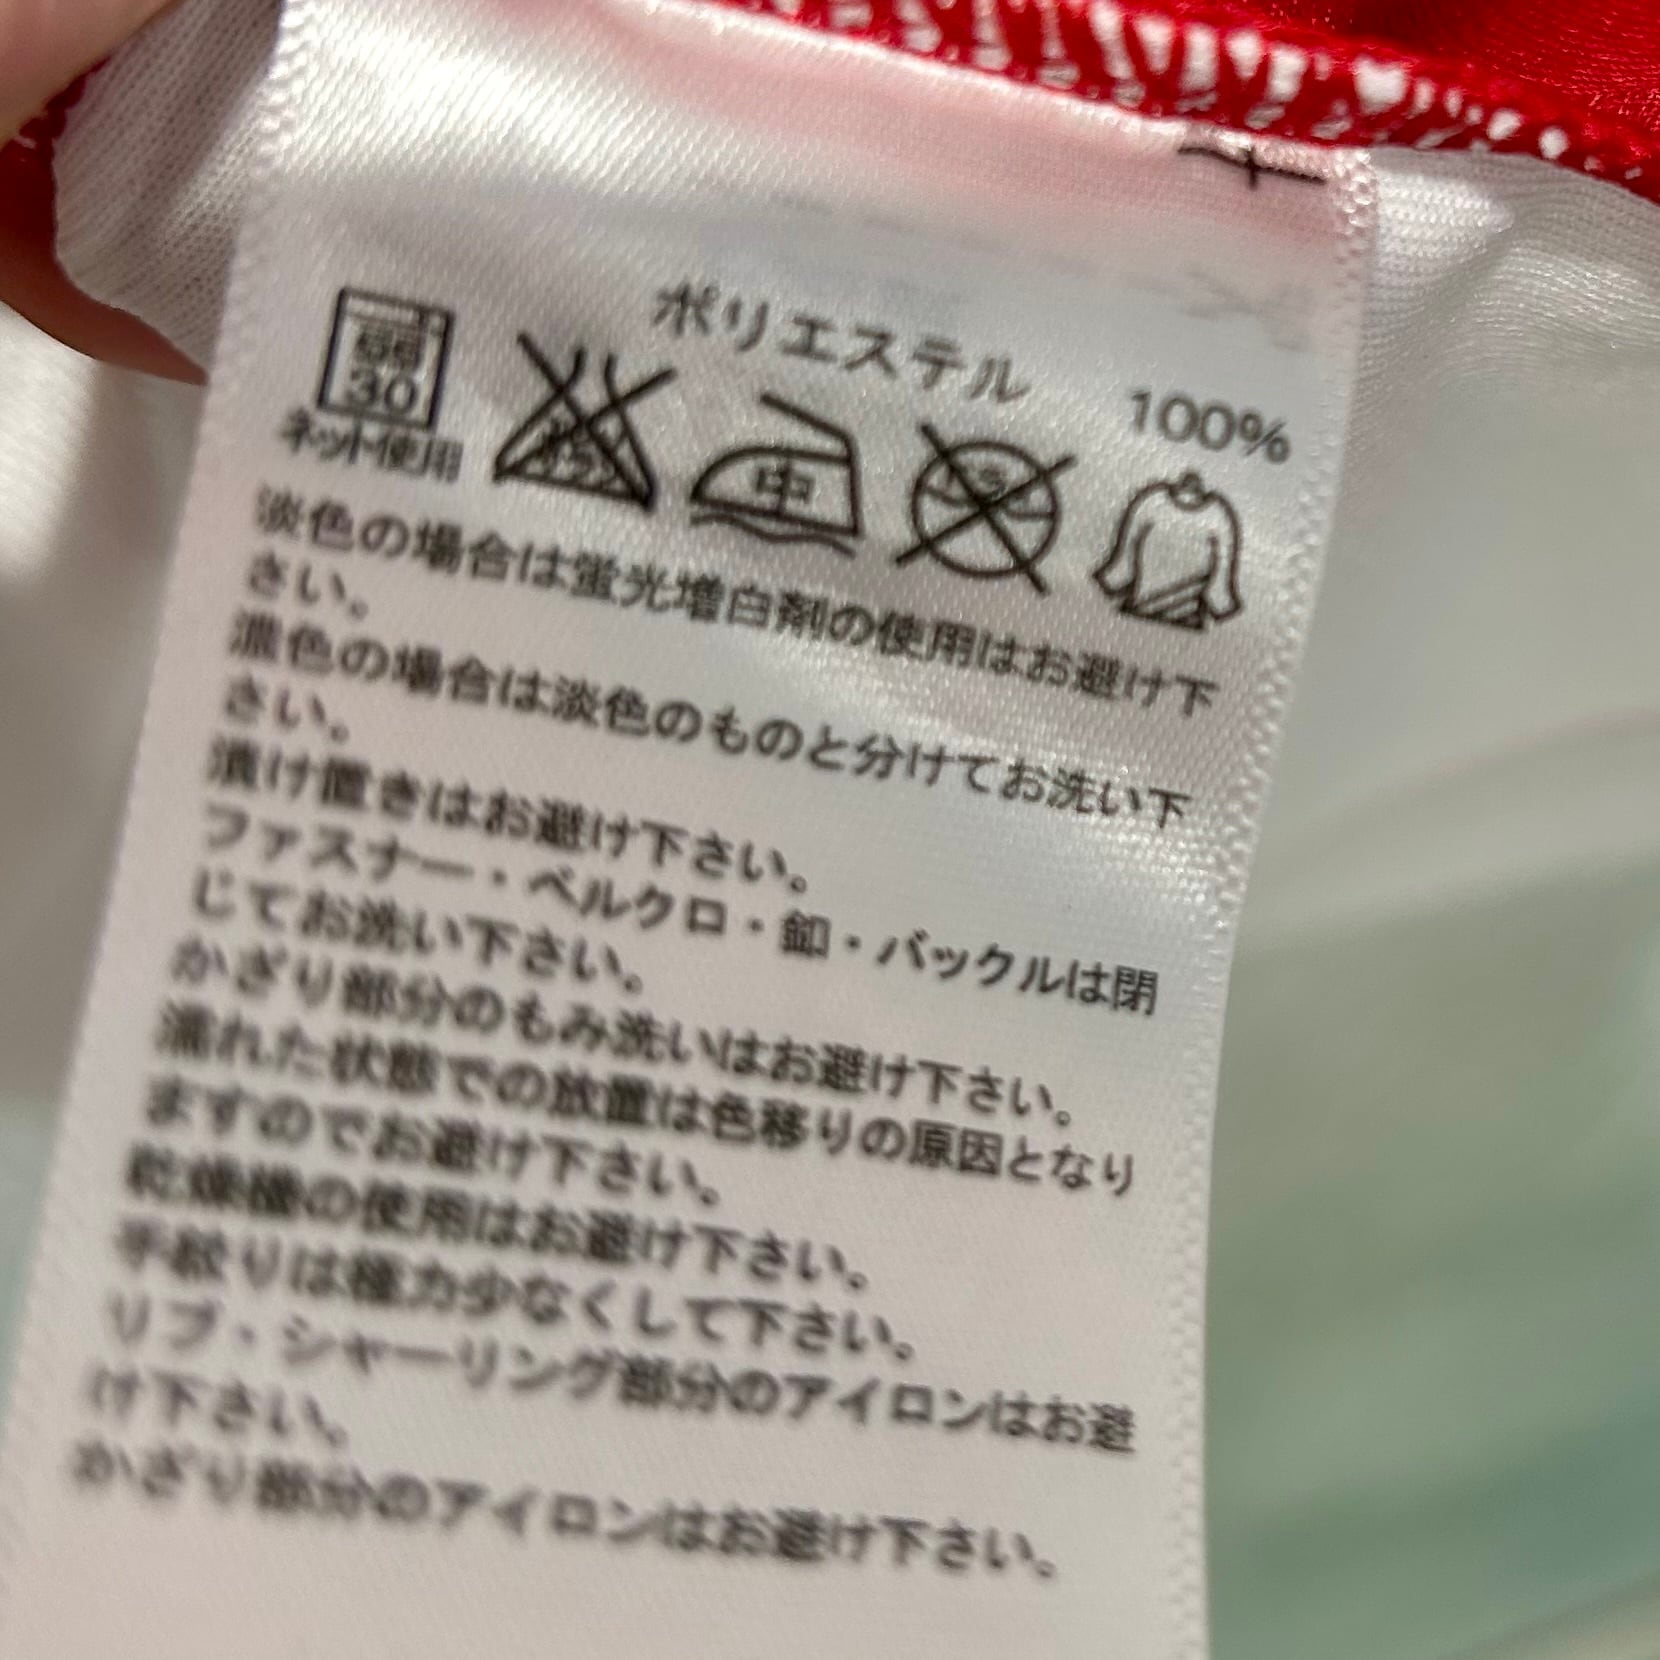 ポリエステル 100%
30
ネット使用
中
淡色の場合は蛍光増白剤の使用はお避け下
さい。
濃色の場合は淡色のものと分けてお洗い下
さい。
漬け置きはお避け下さい。
ファスナー・ベルクロ・釦・バックルは閉
じてお洗い下さい。
かざり部分のもみ洗いはお避け下さい。
濡れた状態での放置は色移りの原因となり
ますのでお避け下さい。
乾燥機の使用はお避け下さい。
手絞りは極力少なくして下さい。
リブ・シャーリング部分のアイロンはお避
け下さい。
かざり部分のアイロンはお避け下さい。